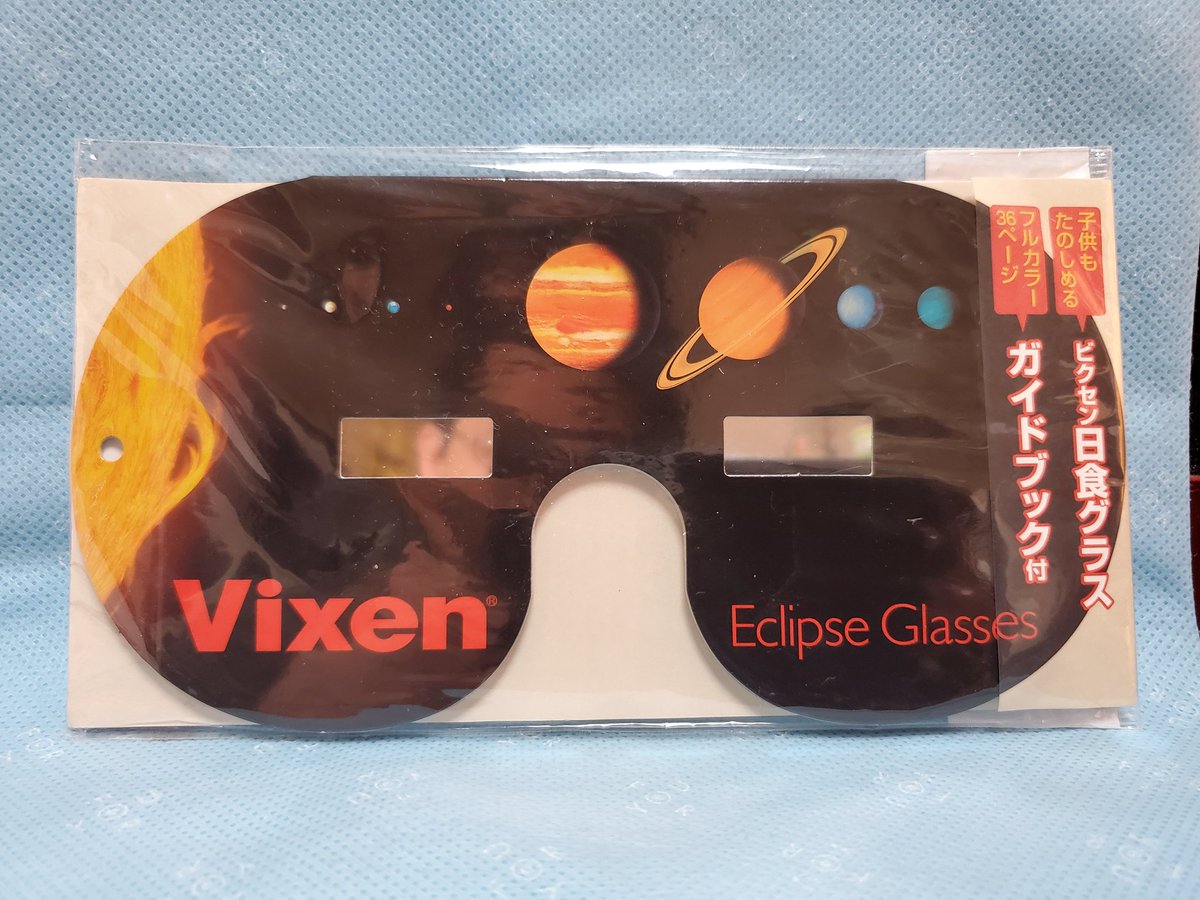 子供も
たのしめる
ビクセン日食グラス
フルカラー
36ページ
ガイドブック付
Vixen®
Eclipse Glasses